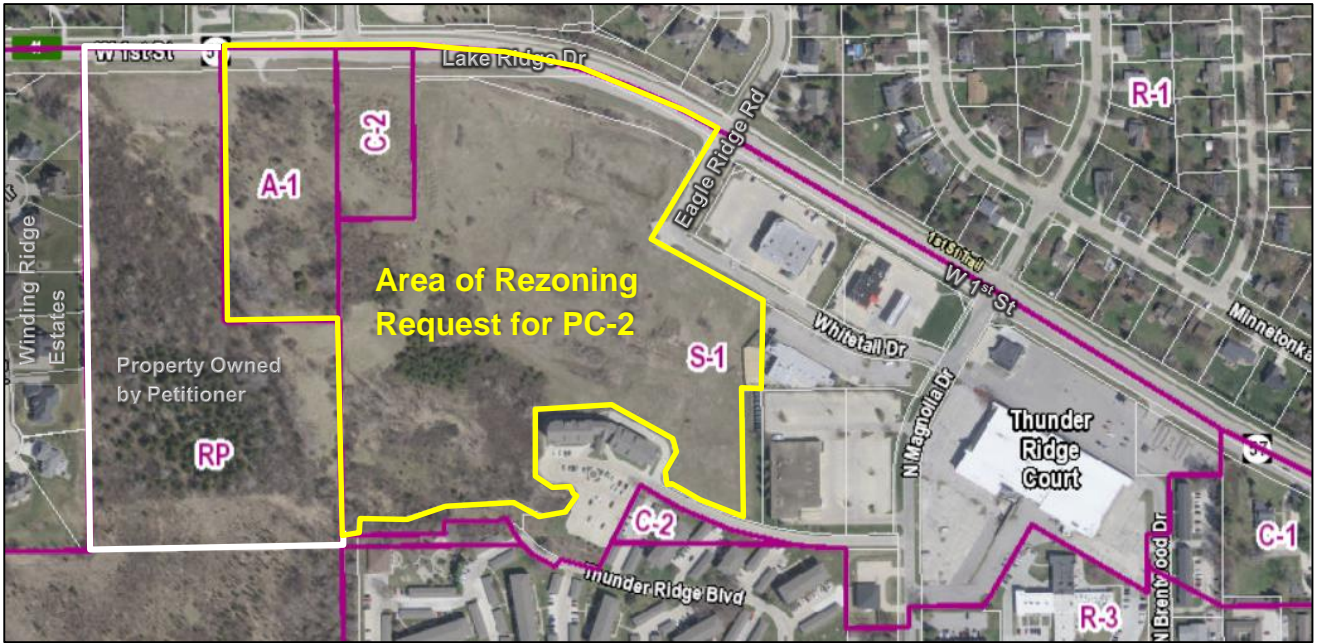 W 1st St
Lake Ridge Dr
Eagle Ridge Rd
R-1
C-2
A-1
Winding Ridge
Estates
Area of Rezoning
Request for PC-2
1st St Trail
W 1st St
Minnetonka
Whitetail Dr
S-1
Property Owned
by Petitioner
RP
N Magnolia Dr
Thunder
Ridge
Court
57
C-2
C-1
N Brentwood Dr
Thunder Ridge Blvd
R-3